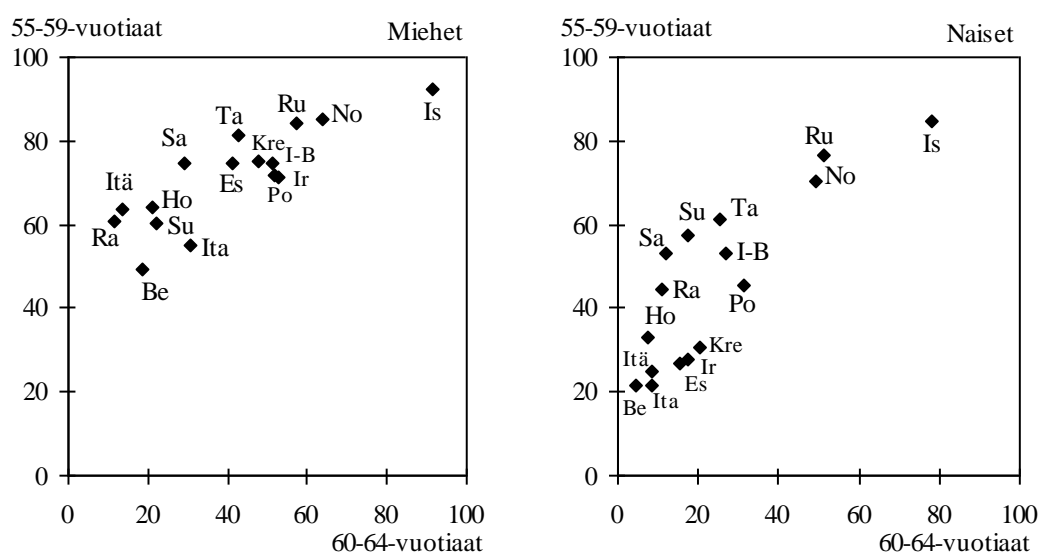 55-59-vuotiaat Miehet
100
80
60
40
20
0
0 20 40 60 80 100
60-64-vuotiaat
Is
No
Ru
Ta
Kre
I-B
Sa
Es
Ir
Po
Itä
Ho
Ra
Su
Ita
Be
55-59-vuotiaat Naiset
100
80
60
40
20
0
0 20 40 60 80 100
60-64-vuotiaat
Is
Ru
No
Su
Ta
Sa
I-B
Ra
Po
Ho
Kre
Itä
Ir
Es
Be
Ita